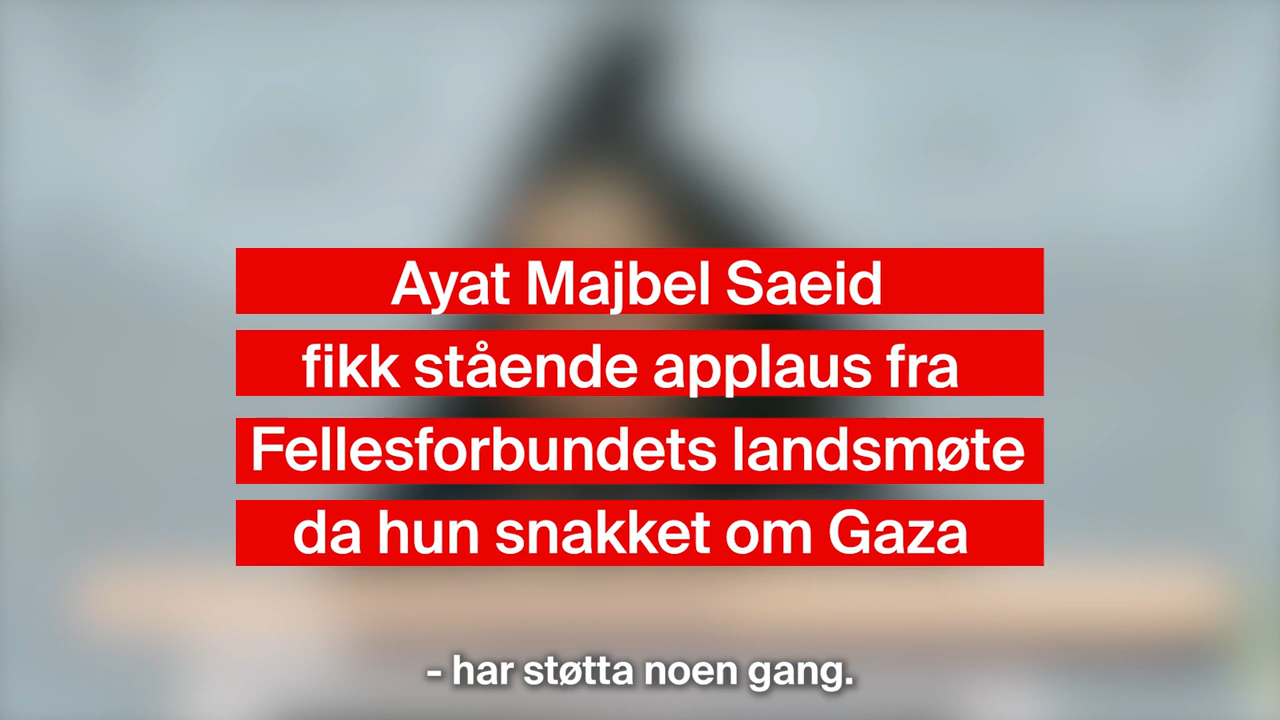 Ayat Majbel Saeid
fikk stående applaus fra
Fellesforbundets landsmøte
da hun snakket om Gaza
- har støtta noen gang.